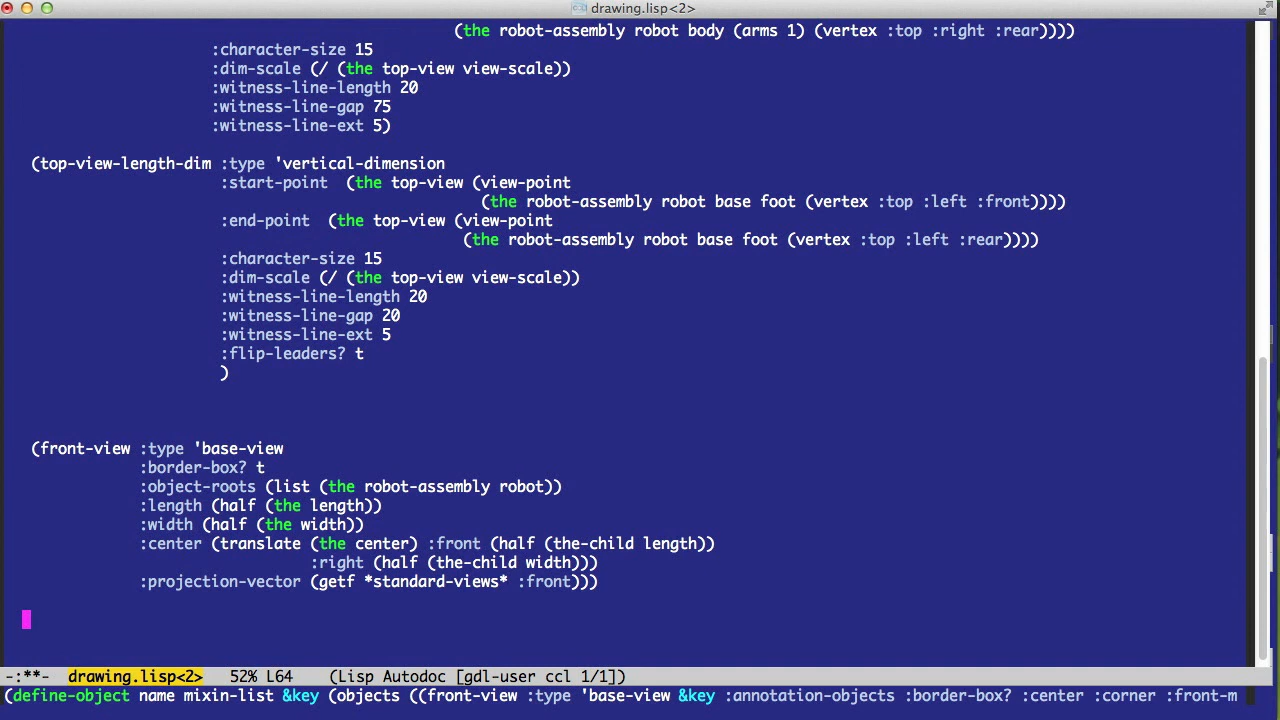 drawing.lisp<2>
(the robot-assembly robot body (arms 1) (vertex :top :right :rear))))
:character-size 15
:dim-scale (/ (the top-view view-scale))
:witness-line-length 20
:witness-line-gap 75
:witness-line-ext 5)
(top-view-length-dim :type 'vertical-dimension
:start-point (the top-view (view-point
(the robot-assembly robot base foot (vertex :top :left :front))))
:end-point (the top-view (view-point
(the robot-assembly robot base foot (vertex :top :left :rear))))
:character-size 15
:dim-scale (/ (the top-view view-scale))
:witness-line-length 20
:witness-line-gap 20
:witness-line-ext 5
:flip-leaders? t
)
(front-view :type 'base-view
:border-box? t
:object-roots (list (the robot-assembly robot))
:length (half (the length))
:width (half (the width))
:center (translate (the center) :front (half (the-child length))
:right (half (the-child width)))
:projection-vector (getf *standard-views* :front)))
-:**- drawing.lisp<2> 52% L64 (Lisp Autodoc [gdl-user ccl 1/1])
(define-object name mixin-list &key (objects ((front-view :type 'base-view &key :annotation-objects :border-box? :center :corner :front-m